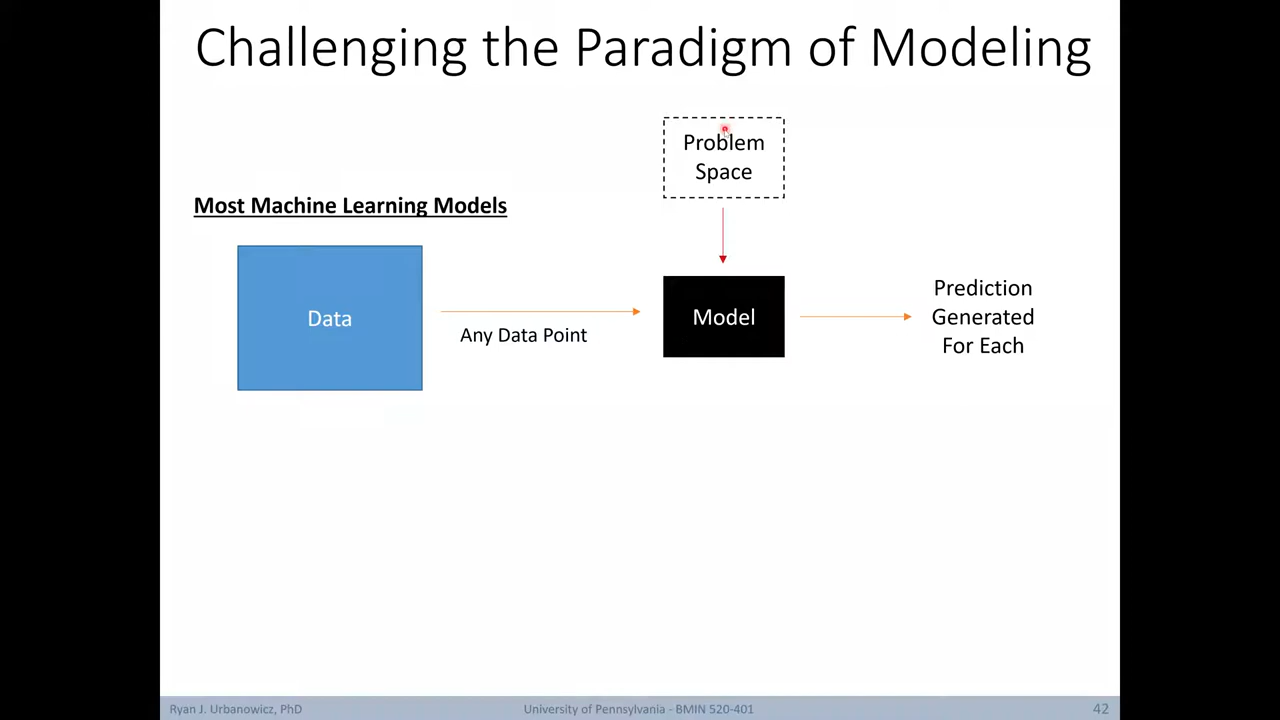 Challenging the Paradigm of Modeling
Problem
Space
Most Machine Learning Models
Data
Any Data Point
Model
Prediction
Generated
For Each
Ryan J. Urbanowicz, PhD
University of Pennsylvania - BMIN 520-401
42